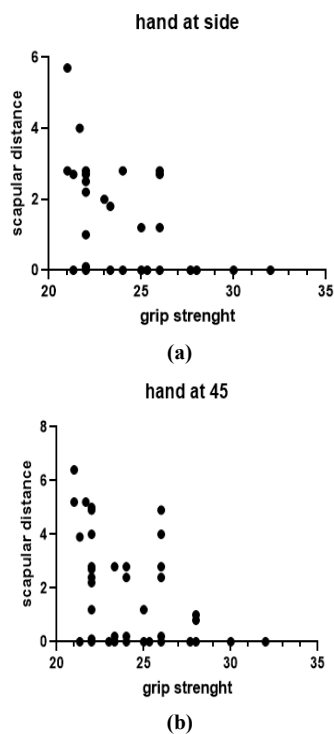 hand at side
6
4
2
0
scapular distance
20 25 30 35
grip strenght
(a)
hand at 45
8
6
4
2
0
scapular distance
20 25 30 35
grip strenght
(b)